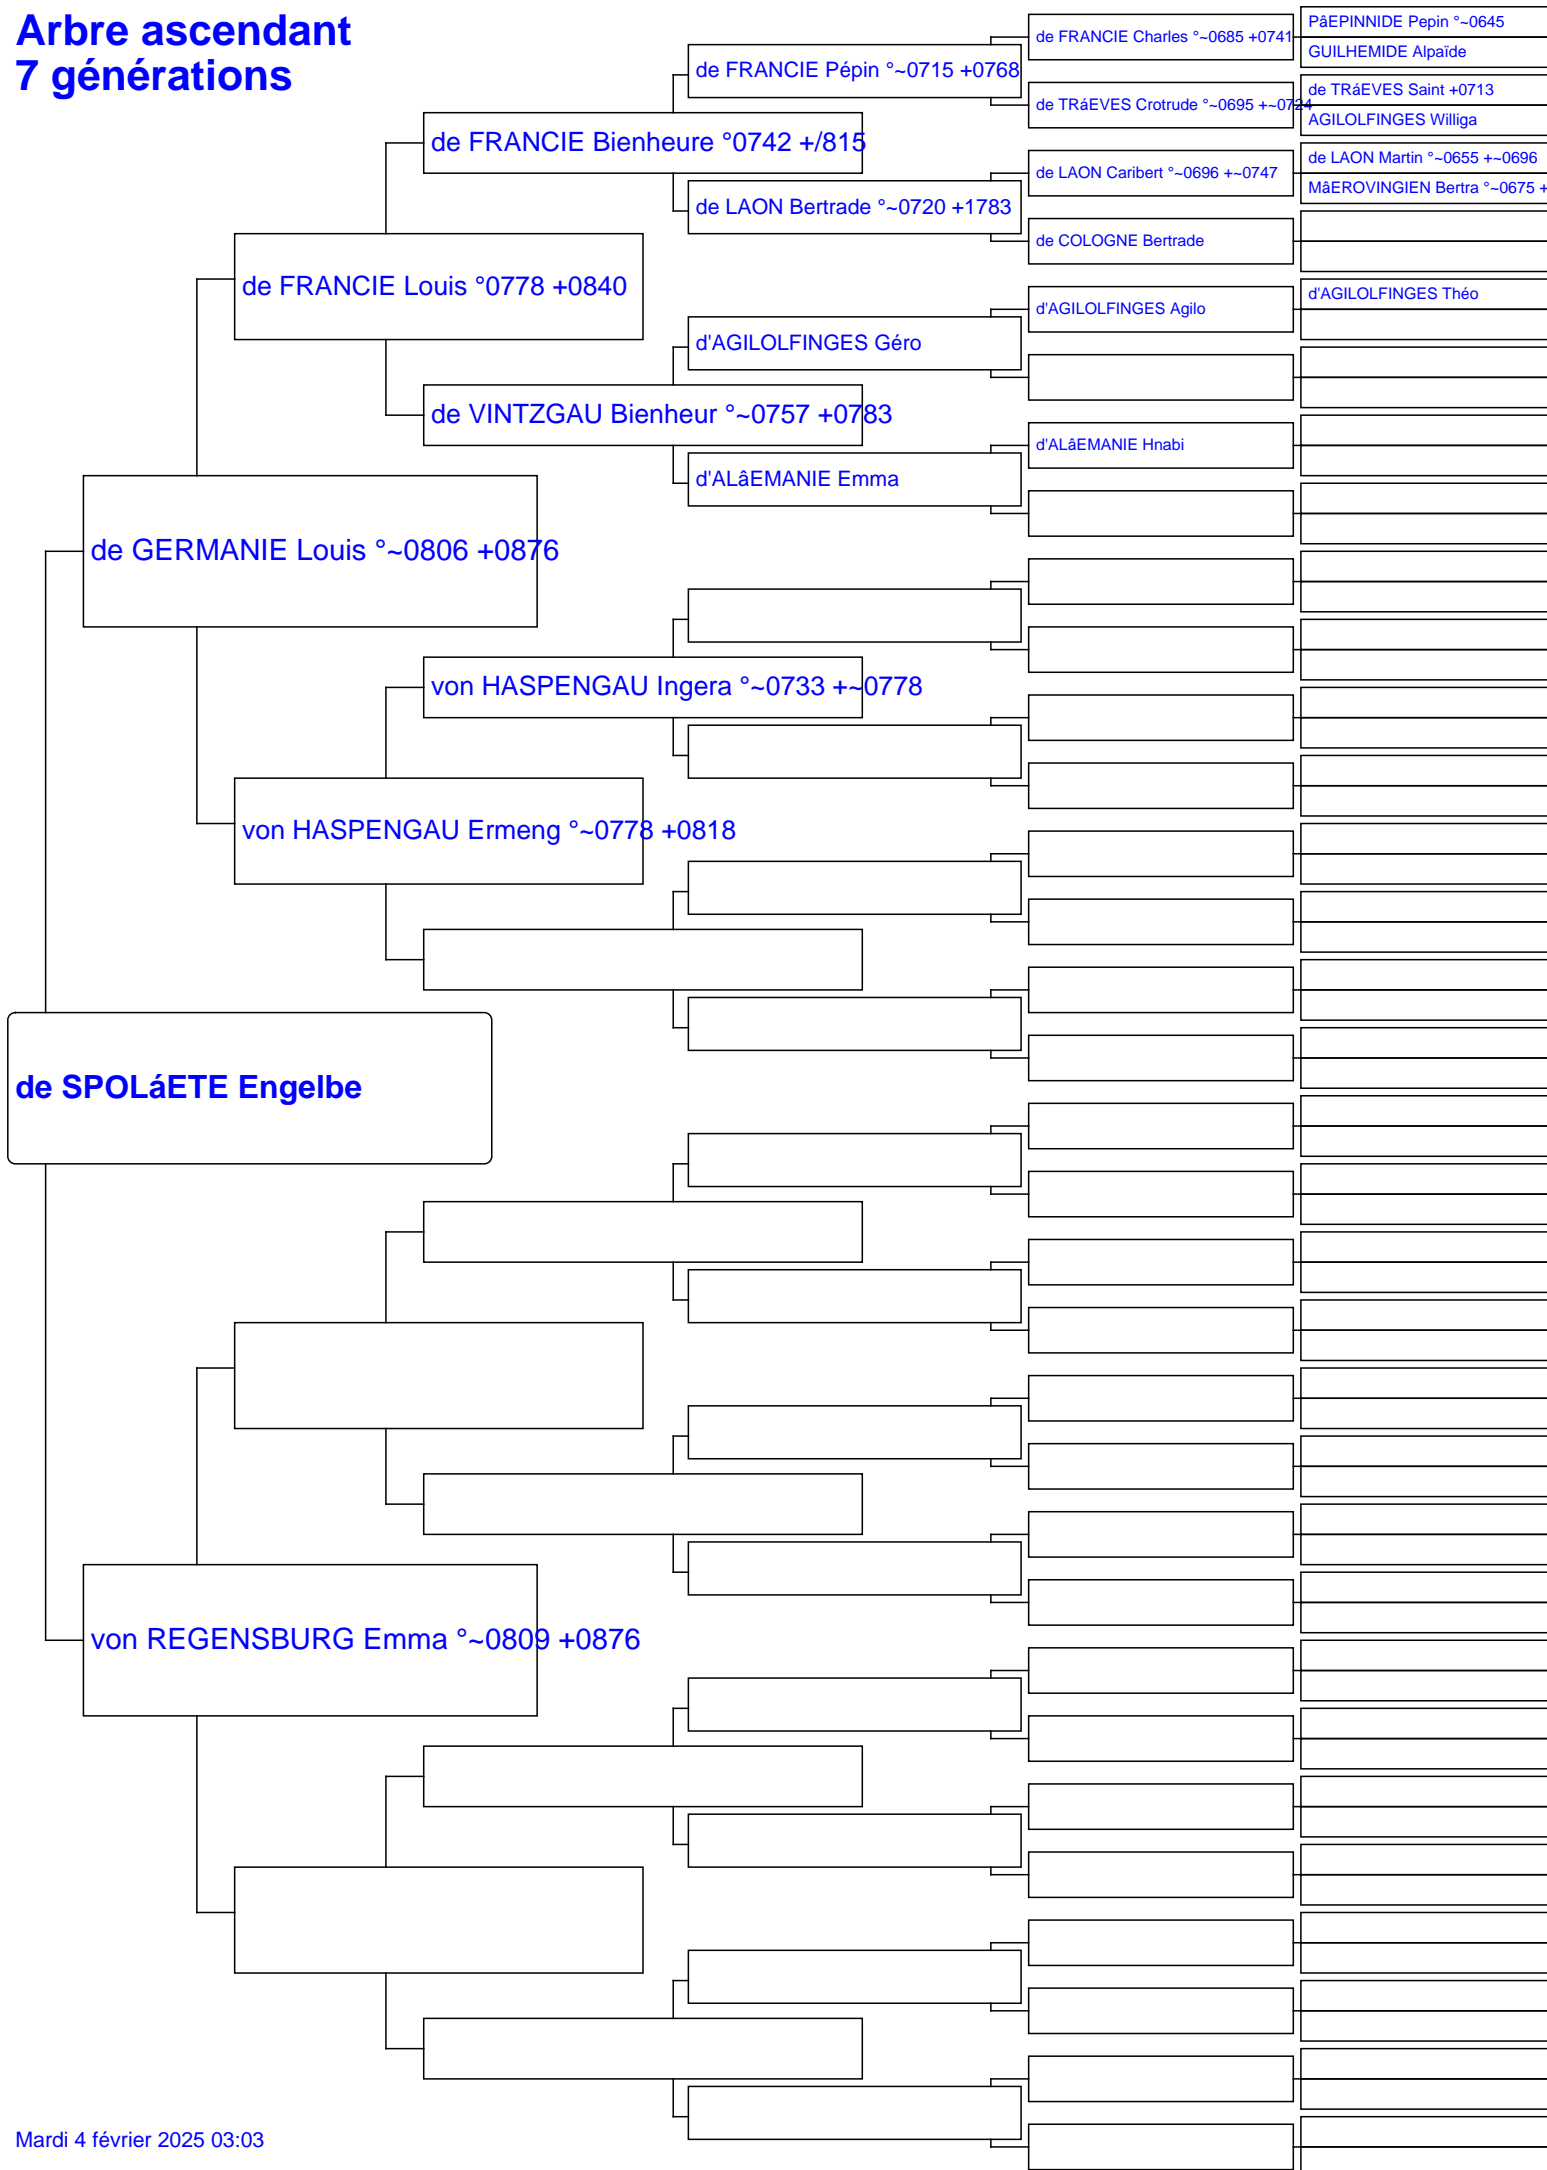 Arbre ascendant
7 générations
de FRANCIE Charles °~0685 +0741
PâEPINNIDE Pepin °~0645
GUILHEMIDE Alpaïde
de FRANCIE Pépin °~0715 +0768
de TRáEVES Crotrude °~0695 +~0724
de TRáEVES Saint +0713
AGILOLFINGES Williga
de FRANCIE Bienheure °0742 +/815
de LAON Caribert °~0696 +~0747
de LAON Martin °~0655 +~0696
MâEROVINGIEN Bertra °~0675 +
de LAON Bertrade °~0720 +1783
de COLOGNE Bertrade
de FRANCIE Louis °0778 +0840
d'AGILOLFINGES Agilo
d'AGILOLFINGES Théo
d'AGILOLFINGES Géro
de VINTZGAU Bienheur °~0757 +0783
d'ALâEMANIE Hnabi
d'ALâEMANIE Emma
de GERMANIE Louis °~0806 +0876
von HASPENGAU Ingera °~0733 +~0778
von HASPENGAU Ermeng °~0778 +0818
de SPOLáETE Engelbe
von REGENSBURG Emma °~0809 +0876
Mardi 4 février 2025 03:03